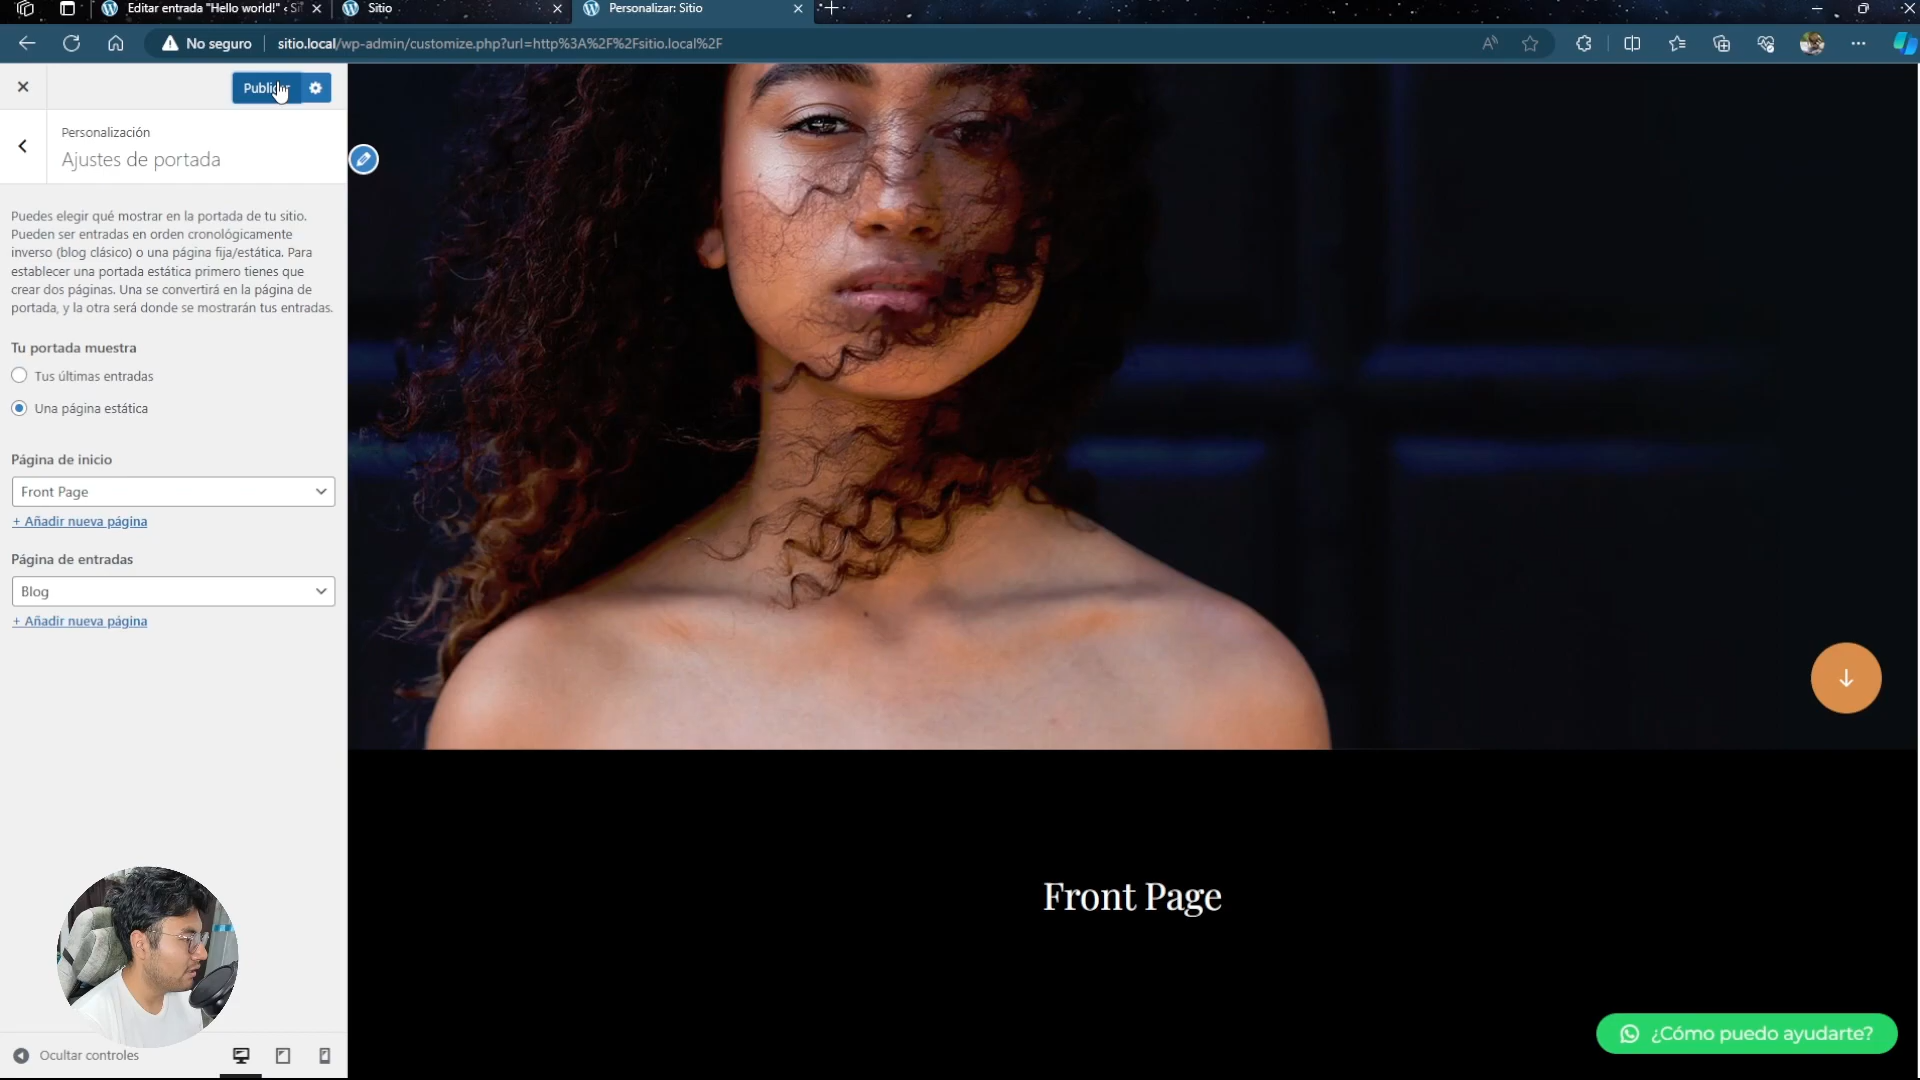 Editar entrada "Hello world!" ‹ Si
Sitio
Personalizar: Sitio
No seguro
sitio.local/wp-admin/customize.php?url=http%3A%2F%2Fsitio.local%2F
Personalización
Ajustes de portada
Puedes elegir qué mostrar en la portada de tu sitio.
Pueden ser entradas en orden cronológicamente
inverso (blog clásico) o una página fija/estática. Para
establecer una portada estática primero tienes que
crear dos páginas. Una se convertirá en la página de
portada, y la otra será donde se mostrarán tus entradas.
Tu portada muestra
Tus últimas entradas
Una página estática
Página de inicio
Front Page
+ Añadir nueva página
Página de entradas
Blog
+ Añadir nueva página
Ocultar controles
Front Page
¿Cómo puedo ayudarte?